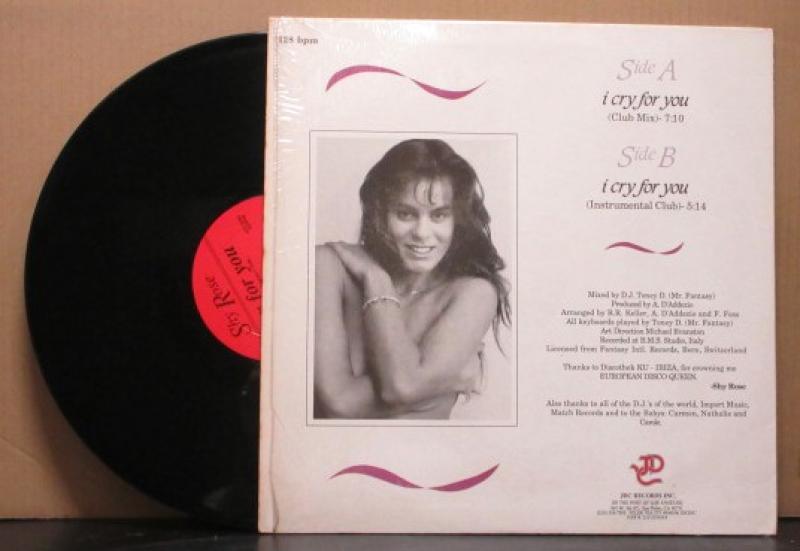 128 bpm
Side A
i cry for you
(Club Mix)- 7:10
Side B
i cry for you
(Instrumental Club)- 5:14
Mixed by D.J. Toney D. (Mr. Fantasy)
Produced by A. D'Addezio
Arranged by R.R. Keller, A. D'Addezio and F. Foss
All keyboards played by Toney D. (Mr. Fantasy)
Art Direction Michael Evanston
Recorded at H.M.S. Studio, Italy
Licensed from Fantasy Intl. Records, Bern, Switzerland
Thanks to Discothek KU - IBIZA, for crowning me
EUROPEAN DISCO QUEEN.
-Shy Rose
Also thanks to all of the D.J.'s of the world, Import Music,
Match Records and to the Babys: Carmen, Nathalie and
Carole.
JDC
JDC RECORDS INC.
Shy Rose
for you